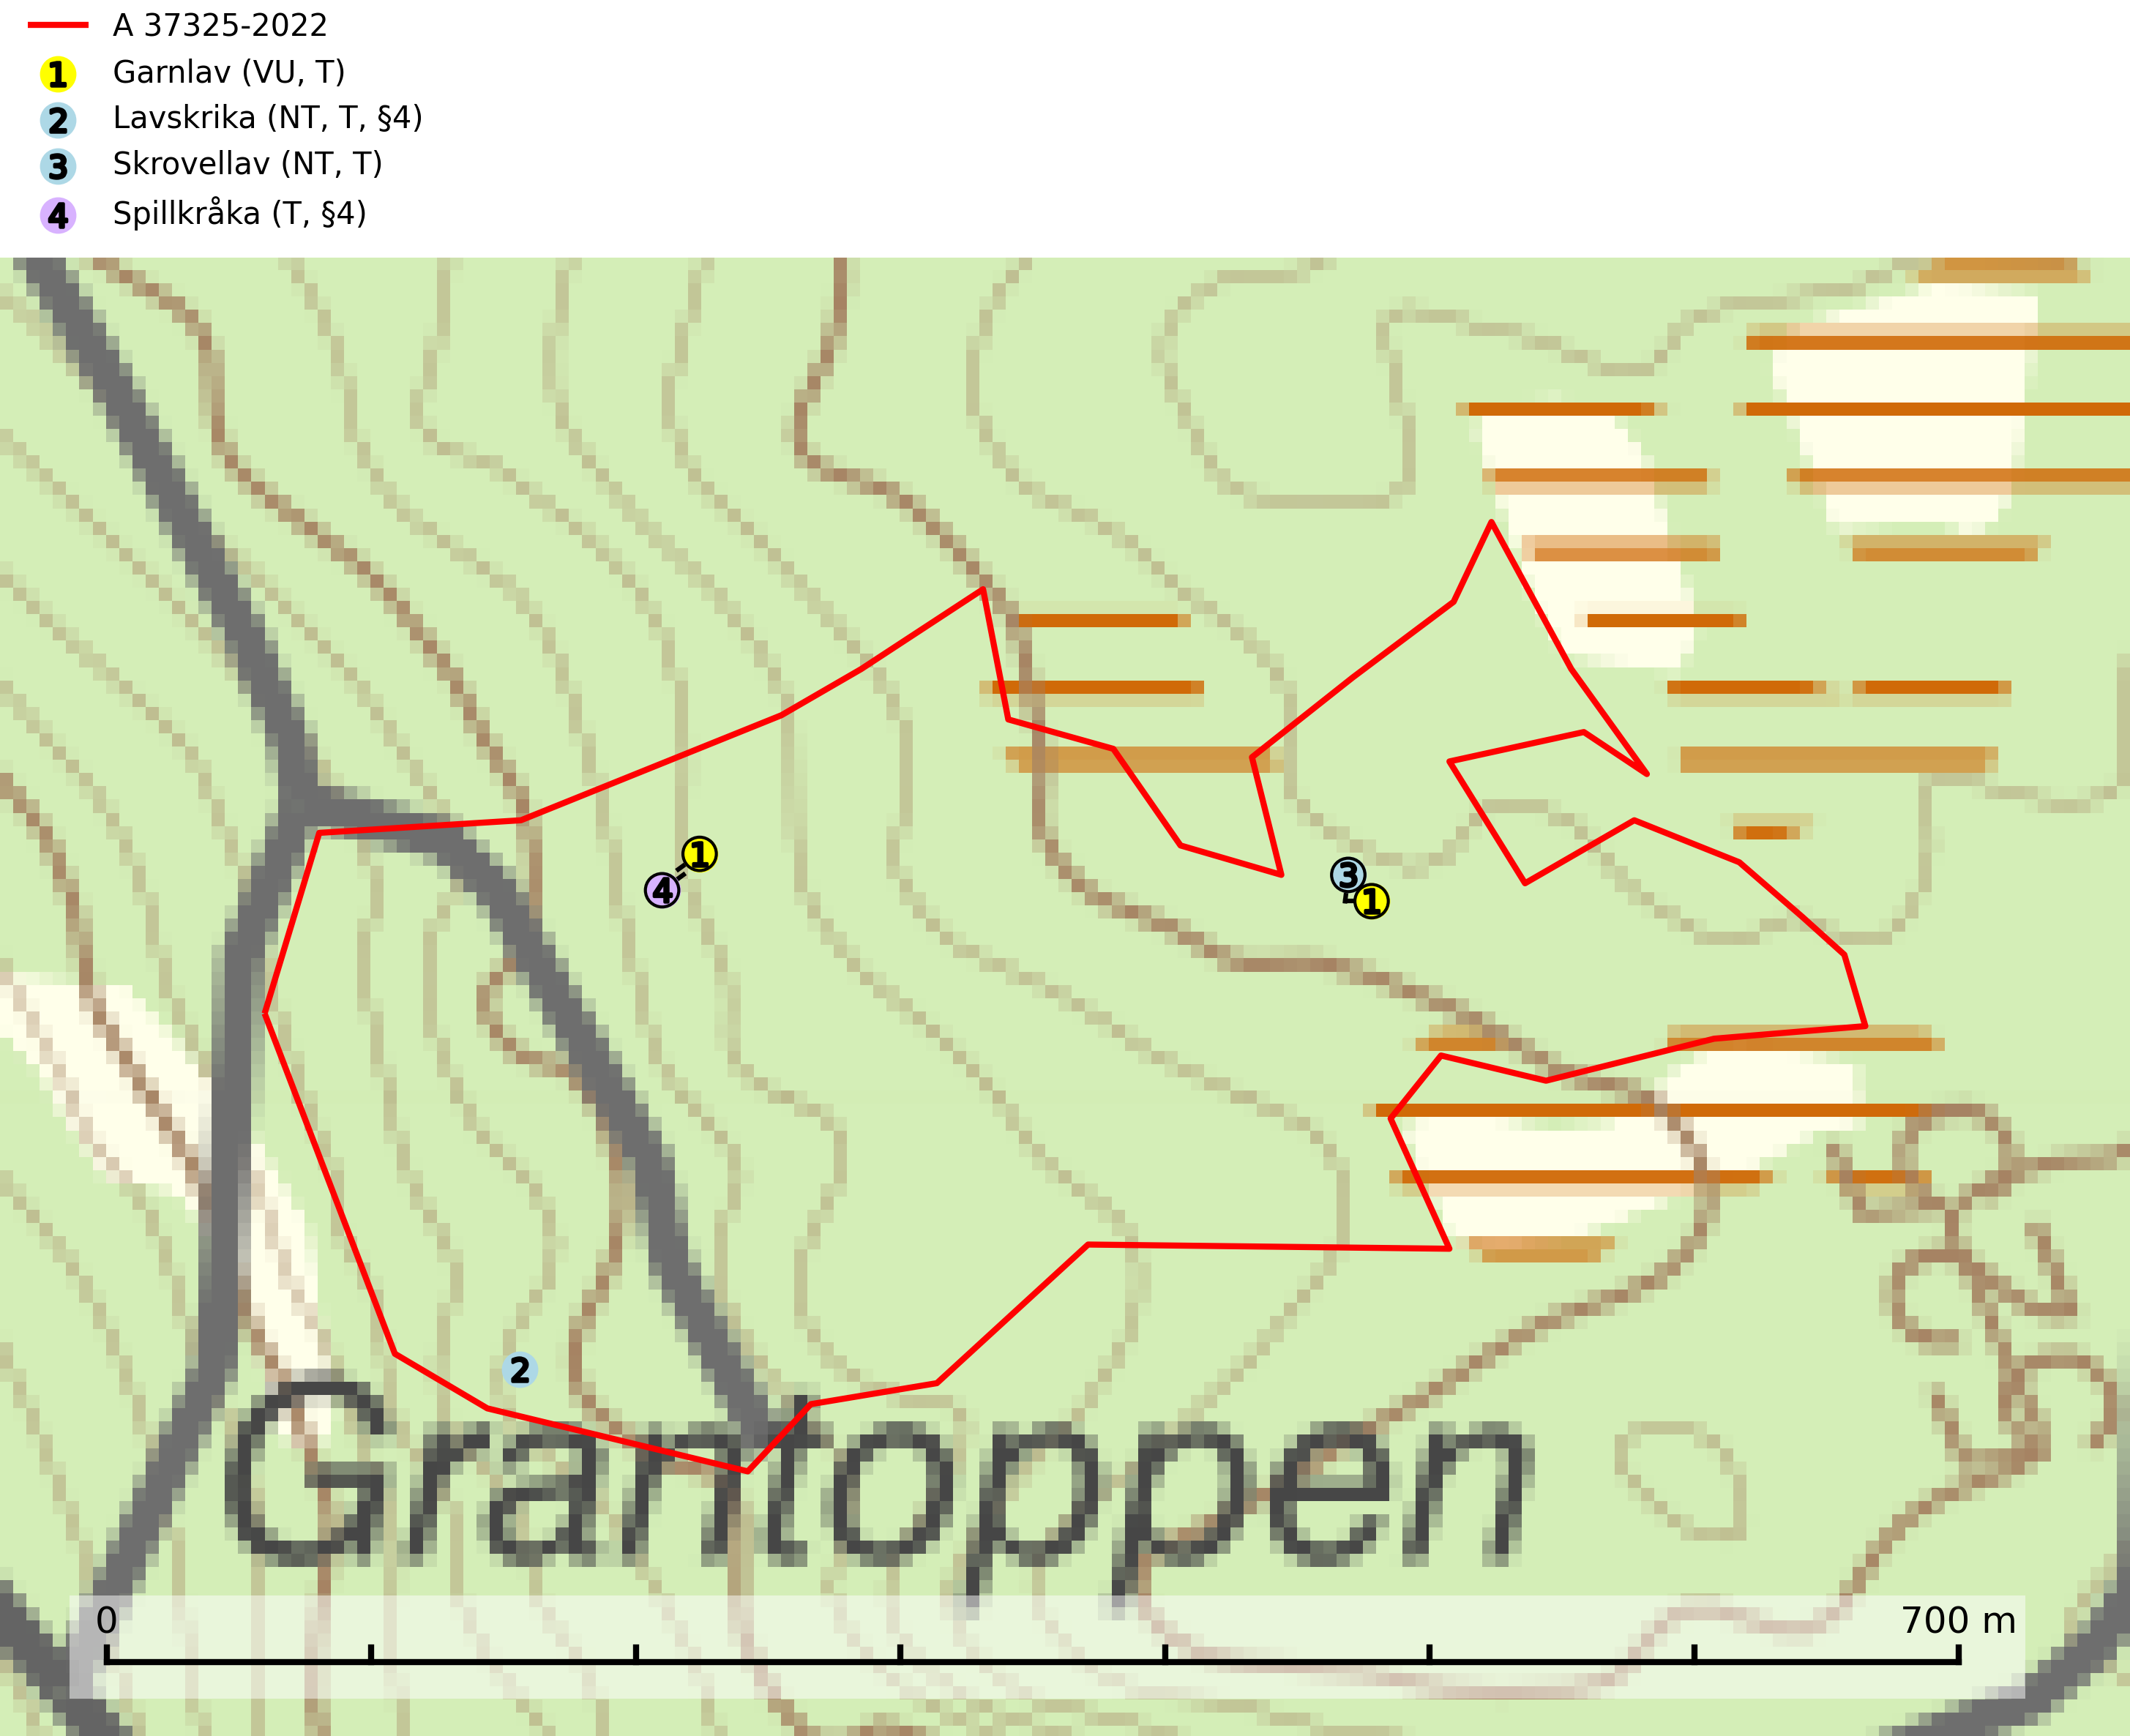 A 37325-2022
1 Garnlav (VU, T)
2 Lavskrika (NT, T, §4)
3 Skrovellav (NT, T)
4 Spillkråka (T, §4)
1
4
3
1
2
Grantoppen
0 700 m